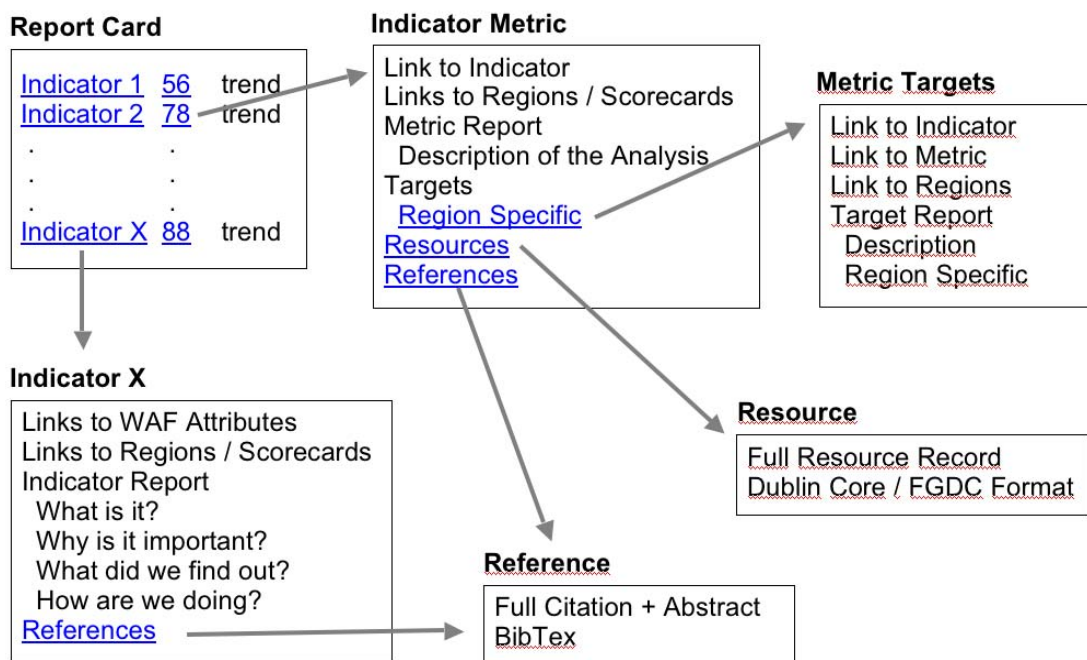 Report Card
Indicator 1 56 trend
Indicator 2 78 trend
. .
. .
. .
Indicator X 88 trend
Indicator Metric
Link to Indicator
Links to Regions / Scorecards
Metric Report
Description of the Analysis
Targets
Region Specific
Resources
References
Metric Targets
Link to Indicator
Link to Metric
Link to Regions
Target Report
Description
Region Specific
Indicator X
Links to WAF Attributes
Links to Regions / Scorecards
Indicator Report
What is it?
Why is it important?
What did we find out?
How are we doing?
References
Resource
Full Resource Record
Dublin Core / FGDC Format
Reference
Full Citation + Abstract
BibTex